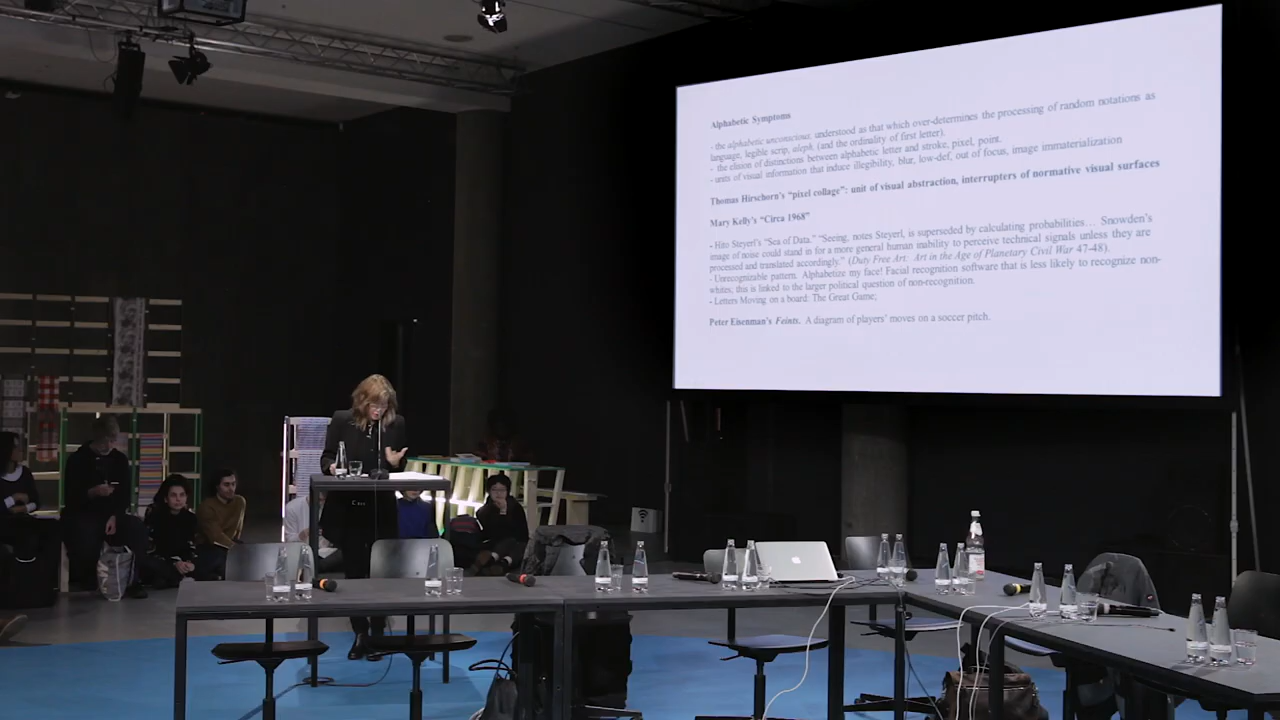 Alphabetic Symptoms
- the alphabetic unconscious: understood as that which over-determines the processing of random notations as
language, legible scrip, aleph, (and the ordinality of first letter).
- the elision of distinctions between alphabetic letter and stroke, pixel, point.
- units of visual information that induce illegibility, blur, low-def, out of focus, image immaterialization
Thomas Hirschorn's "pixel collage": unit of visual abstraction, interrupters of normative visual surfaces
Mary Kelly's "Circa 1968"
- Hito Steyerl's "Sea of Data." "Seeing, notes Steyerl, is superseded by calculating probabilities… Snowden's
image of noise could stand in for a more general human inability to perceive technical signals unless they are
processed and translated accordingly." (Duty Free Art: Art in the Age of Planetary Civil War 47-48).
- Unrecognizable pattern. Alphabetize my face! Facial recognition software that is less likely to recognize non-
whites; this is linked to the larger political question of non-recognition.
- Letters Moving on a board: The Great Game;
Peter Eisenman's Feints. A diagram of players' moves on a soccer pitch.